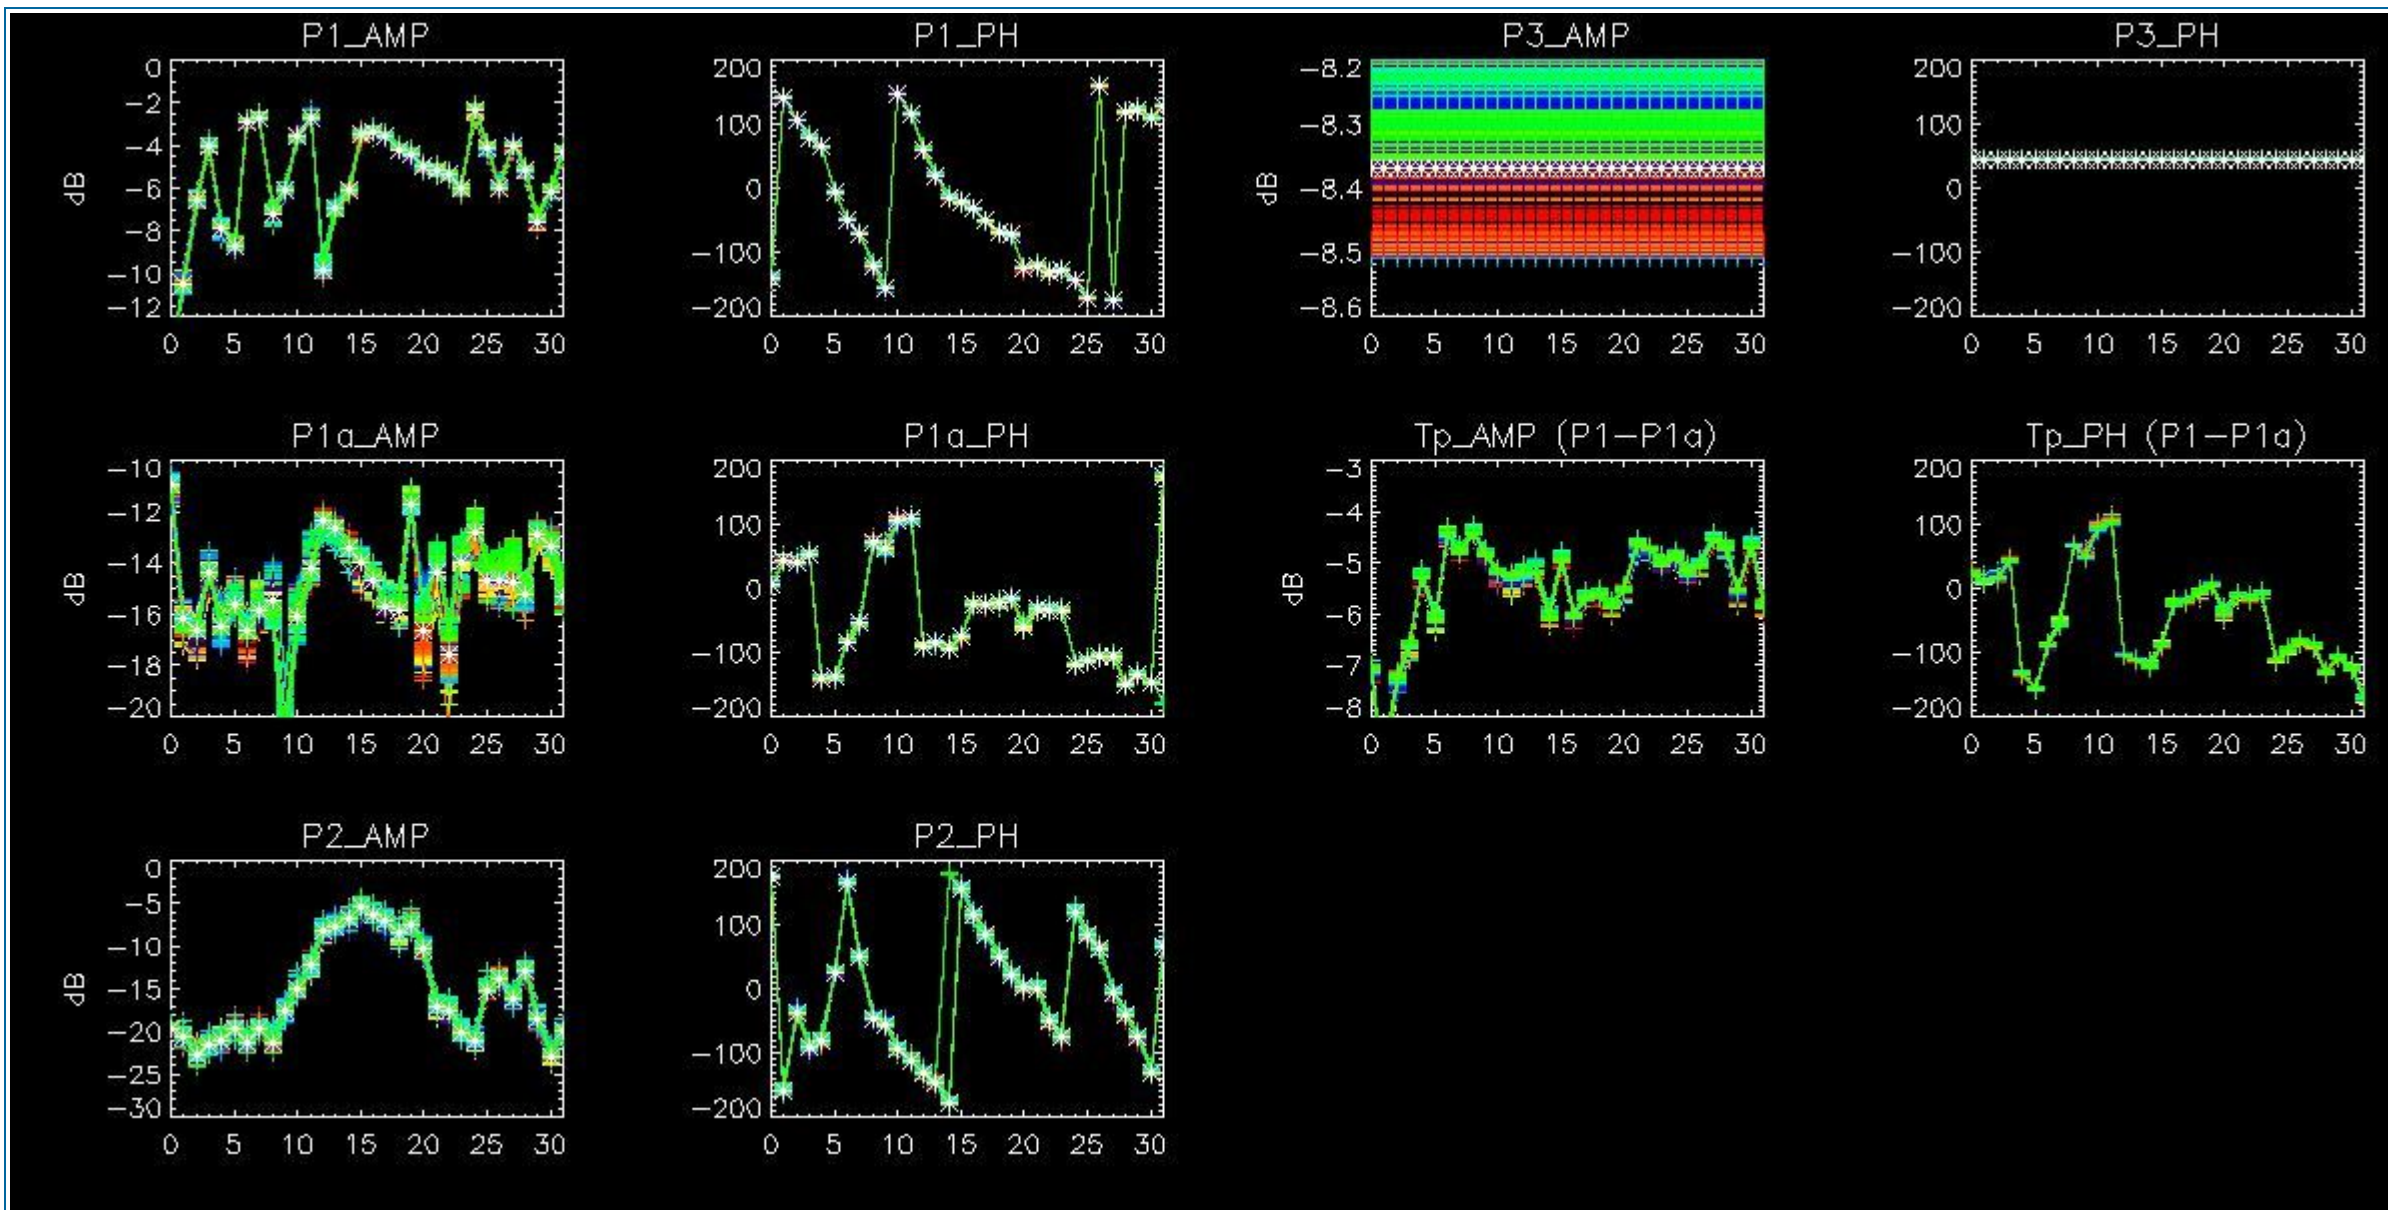 P1_AMP
P1_PH
P3_AMP
P3_PH
0
−2
−4
−6
−8
−10
−12
dB
0 5 10 15 20 25 30
200
100
0
−100
−200
0 5 10 15 20 25 30
−8.2
−8.3
−8.4
−8.5
−8.6
dB
0 5 10 15 20 25 30
200
100
0
−100
−200
0 5 10 15 20 25 30
P1a_AMP
P1a_PH
Tp_AMP (P1−P1a)
Tp_PH (P1−P1a)
−10
−12
−14
−16
−18
−20
dB
0 5 10 15 20 25 30
200
100
0
−100
−200
0 5 10 15 20 25 30
−3
−4
−5
−6
−7
−8
dB
0 5 10 15 20 25 30
200
100
0
−100
−200
0 5 10 15 20 25 30
P2_AMP
P2_PH
0
−5
−10
−15
−20
−25
−30
dB
0 5 10 15 20 25 30
200
100
0
−100
−200
0 5 10 15 20 25 30